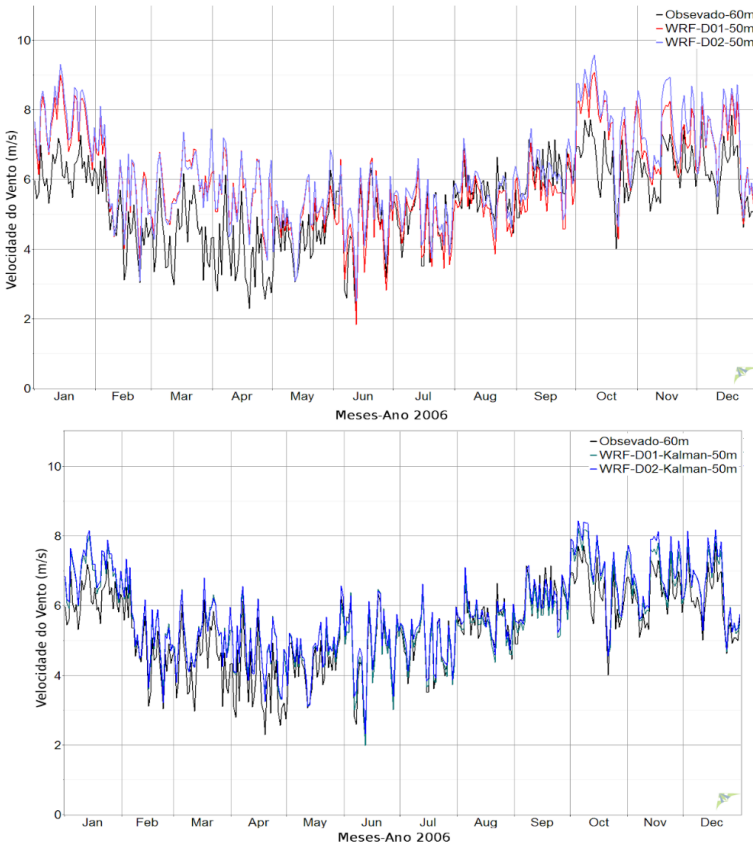 Obsevado-60m
WRF-D01-50m
WRF-D02-50m
Velocidade do Vento (m/s)
10
8
6
4
2
0
Jan Feb Mar Apr May Jun Jul Aug Sep Oct Nov Dec
Meses-Ano 2006
Obsevado-60m
WRF-D01-Kalman-50m
WRF-D02-Kalman-50m
Velocidade do Vento (m/s)
10
8
6
4
2
0
Jan Feb Mar Apr May Jun Jul Aug Sep Oct Nov Dec
Meses-Ano 2006